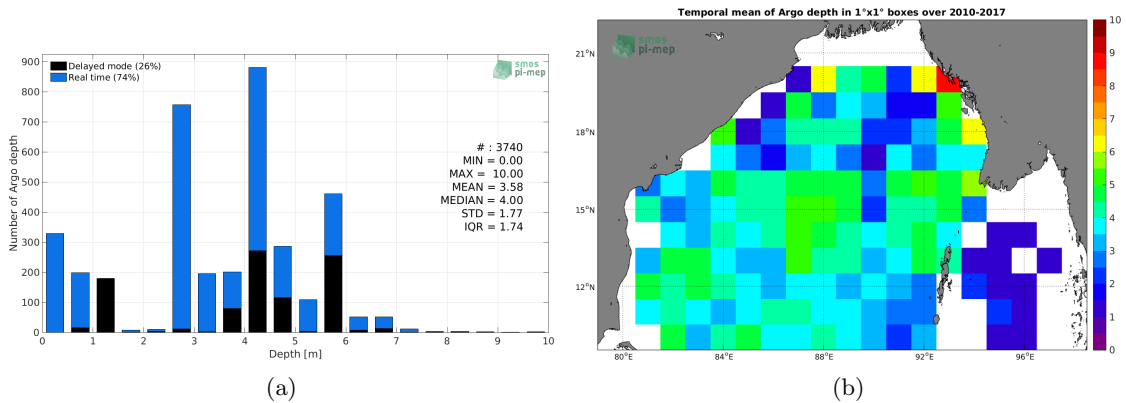 Temporal mean of Argo depth in 1°x1° boxes over 2010-2017
Delayed mode (26%)
Real time (74%)
smos
pi-mep
# : 3740
MIN = 0.00
MAX = 10.00
MEAN = 3.58
MEDIAN = 4.00
STD = 1.77
IQR = 1.74
Number of Argo depth
900
800
700
600
500
400
300
200
100
0
0 1 2 3 4 5 6 7 8 9 10
Depth [m]
(a)
smos
pi-mep
21°N
18°N
15°N
12°N
80°E 84°E 88°E 92°E 96°E
10
9
8
7
6
5
4
3
2
1
0
(b)